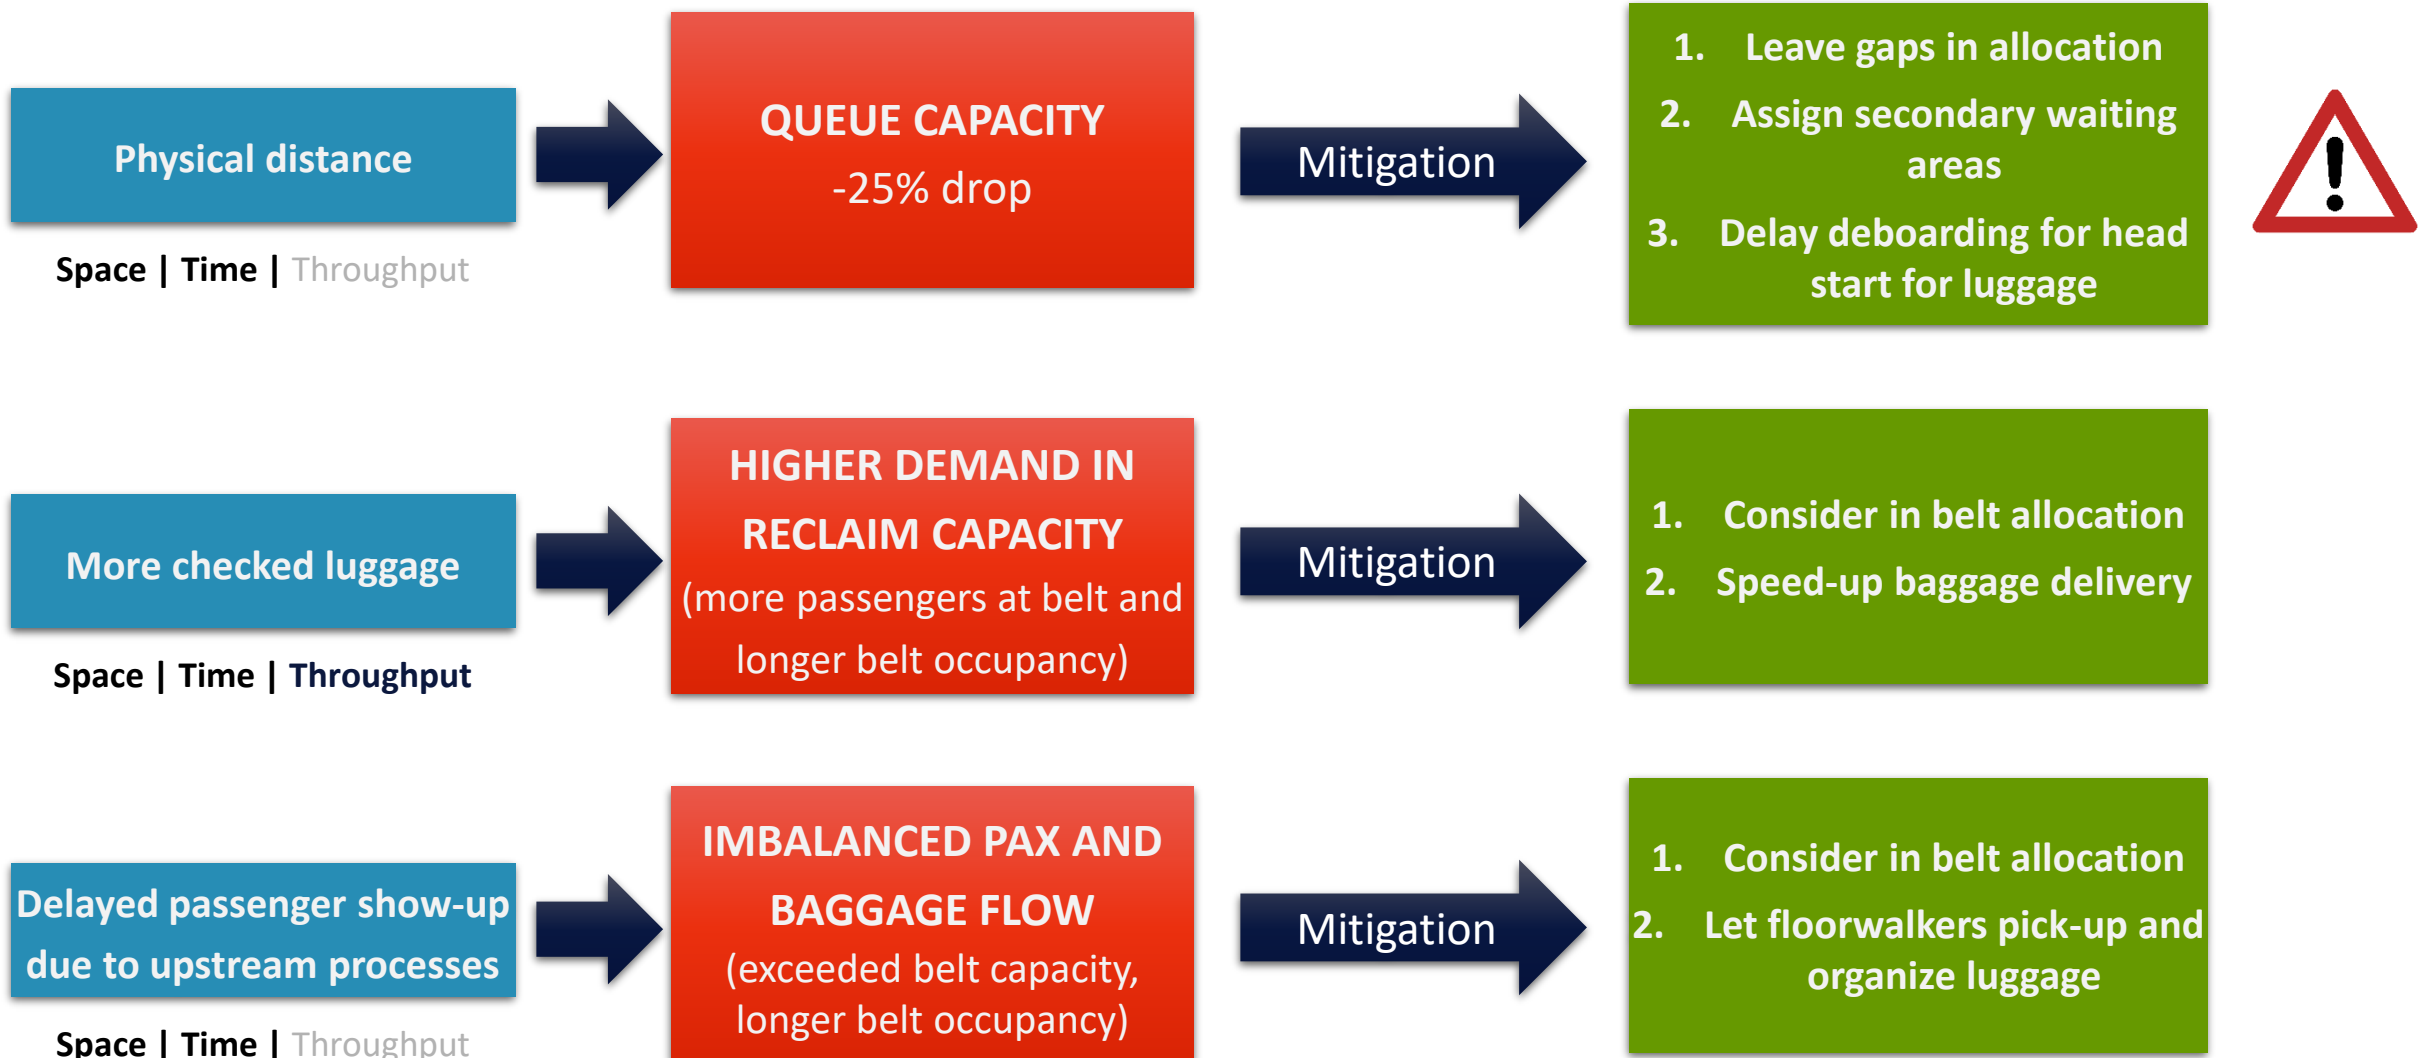 Physical distance
Space | Time | Throughput
QUEUE CAPACITY
-25% drop
Mitigation
1. Leave gaps in allocation
2. Assign secondary waiting
areas
3. Delay deboarding for head
start for luggage
More checked luggage
Space | Time | Throughput
HIGHER DEMAND IN
RECLAIM CAPACITY
(more passengers at belt and
longer belt occupancy)
Mitigation
1. Consider in belt allocation
2. Speed-up baggage delivery
Delayed passenger show-up
due to upstream processes
Space | Time | Throughput
IMBALANCED PAX AND
BAGGAGE FLOW
(exceeded belt capacity,
longer belt occupancy)
Mitigation
1. Consider in belt allocation
2. Let floorwalkers pick-up and
organize luggage